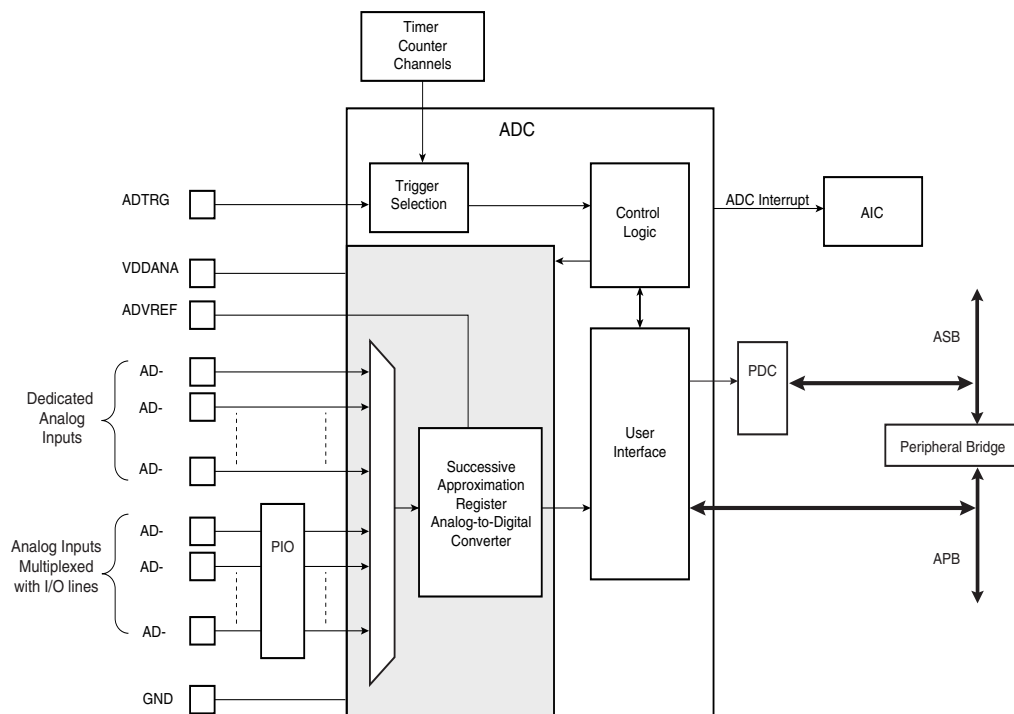 Timer
Counter
Channels
ADC
ADTRG
Trigger
Selection
Control
Logic
ADC Interrupt
AIC
VDDANA
ADVREF
ASB
AD-
PDC
Dedicated
Analog
Inputs
AD-
AD-
User
Interface
Peripheral Bridge
Successive
Approximation
Register
Analog-to-Digital
Converter
AD-
Analog Inputs
Multiplexed
with I/O lines
PIO
AD-
AD-
APB
GND